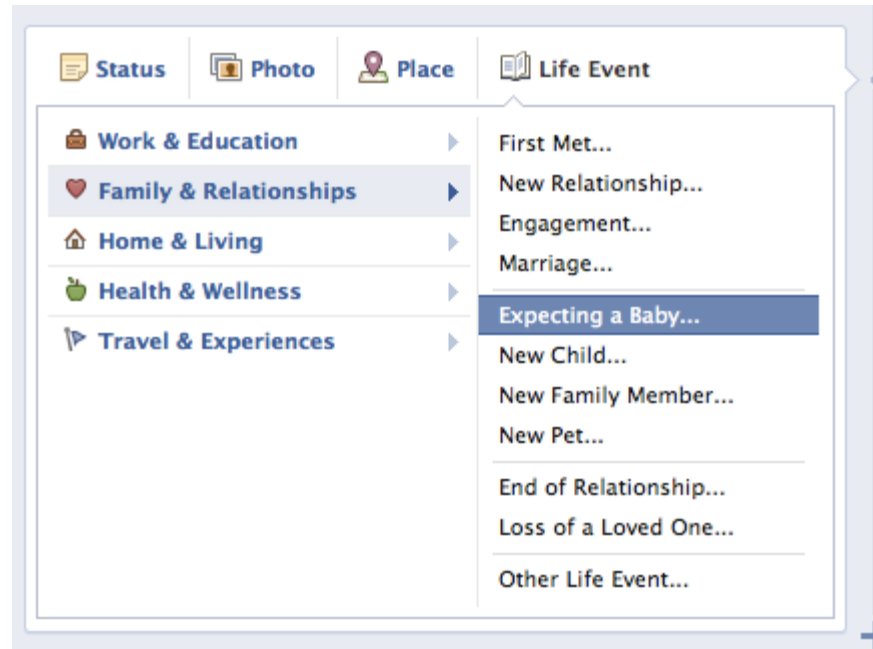 Status Photo Place Life Event
Work & Education
Family & Relationships
Home & Living
Health & Wellness
Travel & Experiences
First Met...
New Relationship...
Engagement...
Marriage...
Expecting a Baby...
New Child...
New Family Member...
New Pet...
End of Relationship...
Loss of a Loved One...
Other Life Event...